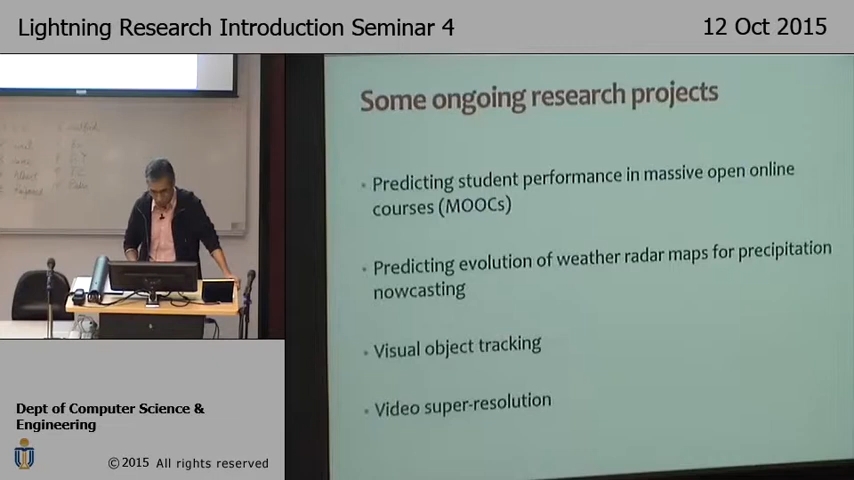 Lightning Research Introduction Seminar 4
12 Oct 2015
Some ongoing research projects
• Predicting student performance in massive open online
courses (MOOCs)
• Predicting evolution of weather radar maps for precipitation
nowcasting
• Visual object tracking
• Video super-resolution
Dept of Computer Science &
Engineering
© 2015 All rights reserved